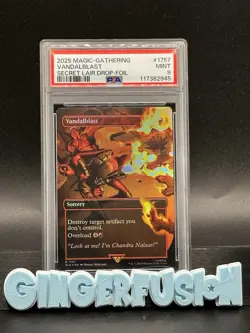 2025 MAGIC-GATHERING #1757
VANDALBLAST MINT
SECRET LAIR DROP-FOIL 9
PSA 117382945
Vandalblast
Sorcery
Destroy target artifact you
don't control.
Overload
"Look at me! I'm Chandra Nalaar!"
GINGERFUSION